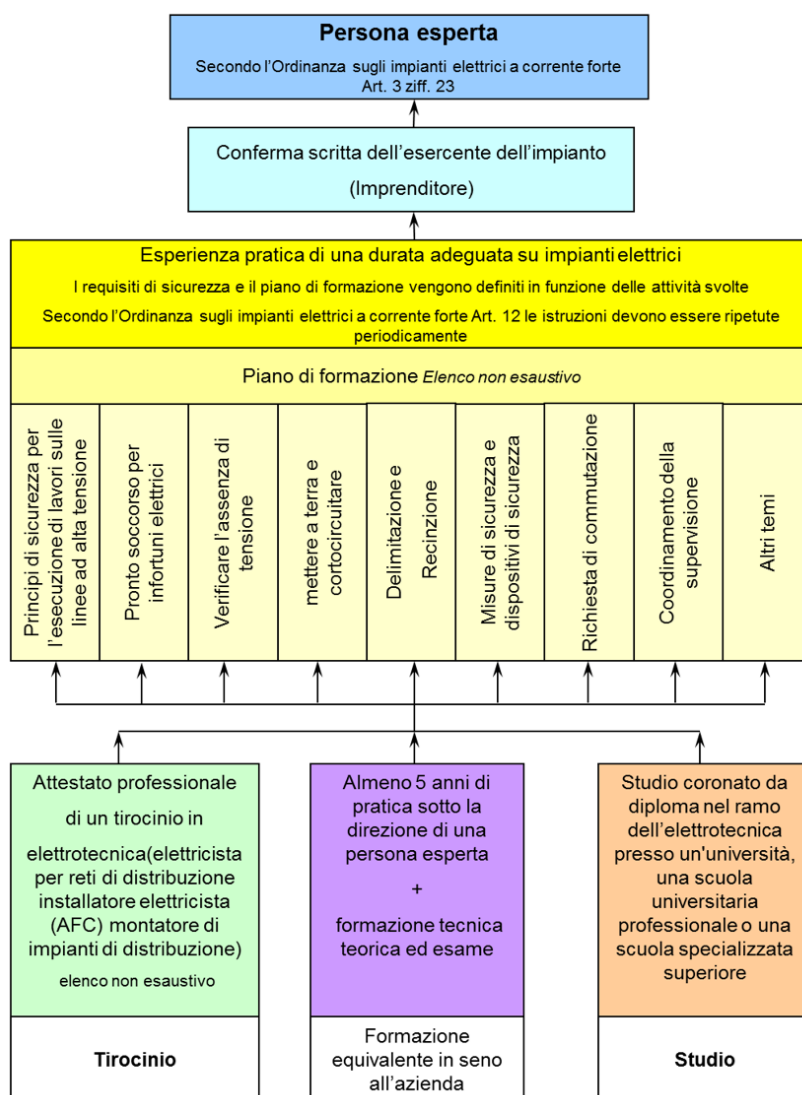 Persona esperta
Secondo l'Ordinanza sugli impianti elettrici a corrente forte
Art. 3 ziff. 23
Conferma scritta dell'esercente dell'impianto
(Imprenditore)
Esperienza pratica di una durata adeguata su impianti elettrici
I requisiti di sicurezza e il piano di formazione vengono definiti in funzione delle attività svolte
Secondo l'Ordinanza sugli impianti elettrici a corrente forte Art. 12 le istruzioni devono essere ripetute
periodicamente
Piano di formazione Elenco non esaustivo
Principi di sicurezza per
l'esecuzione di lavori sulle
linee ad alta tensione
Pronto soccorso per
infortuni elettrici
Verificare l'assenza di
tensione
mettere a terra e
cortocircuitare
Delimitazione e
Recinzione
Misure di sicurezza e
dispositivi di sicurezza
Richiesta di commutazione
Coordinamento della
supervisione
Altri temi
Attestato professionale
di un tirocinio in
elettrotecnica(elettricista
per reti di distribuzione
installatore elettricista
(AFC) montatore di
impianti di distribuzione)
elenco non esaustivo
Tirocinio
Almeno 5 anni di
pratica sotto la
direzione di una
persona esperta
+
formazione tecnica
teorica ed esame
Formazione
equivalente in seno
all'azienda
Studio coronato da
diploma nel ramo
dell'elettrotecnica
presso un'università,
una scuola
universitaria
professionale o una
scuola specializzata
superiore
Studio